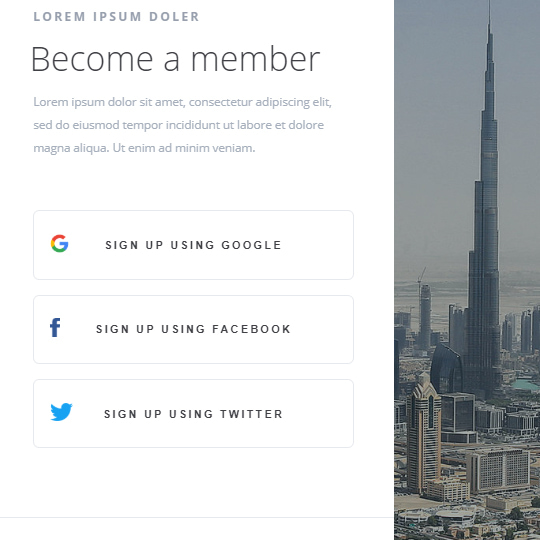 LOREM IPSUM DOLER
Become a member
Lorem ipsum dolor sit amet, consectetur adipiscing elit,
sed do eiusmod tempor incididunt ut labore et dolore
magna aliqua. Ut enim ad minim veniam.
SIGN UP USING GOOGLE
SIGN UP USING FACEBOOK
SIGN UP USING TWITTER